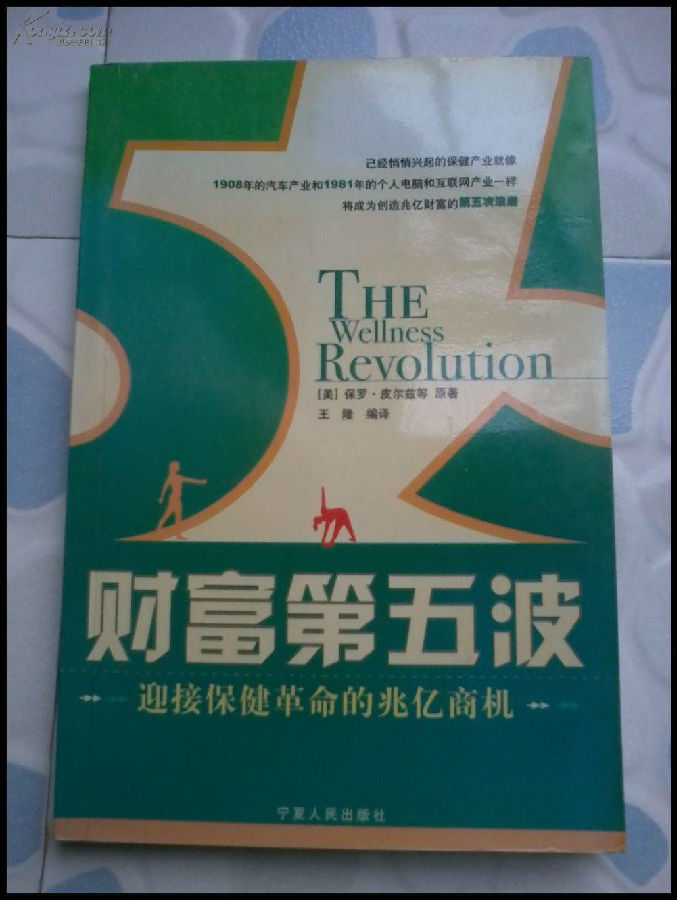 Kongfz.com
已经悄悄兴起的保健产业就像
1908年的汽车产业和1981年的个人电脑和互联网产业一样
将成为创造兆亿财富的第五次浪潮
THE
Wellness
Revolution
[美] 保罗·皮尔兹等 原著
王 隆 编译
财富第五波
迎接保健革命的兆亿商机
宁夏人民出版社